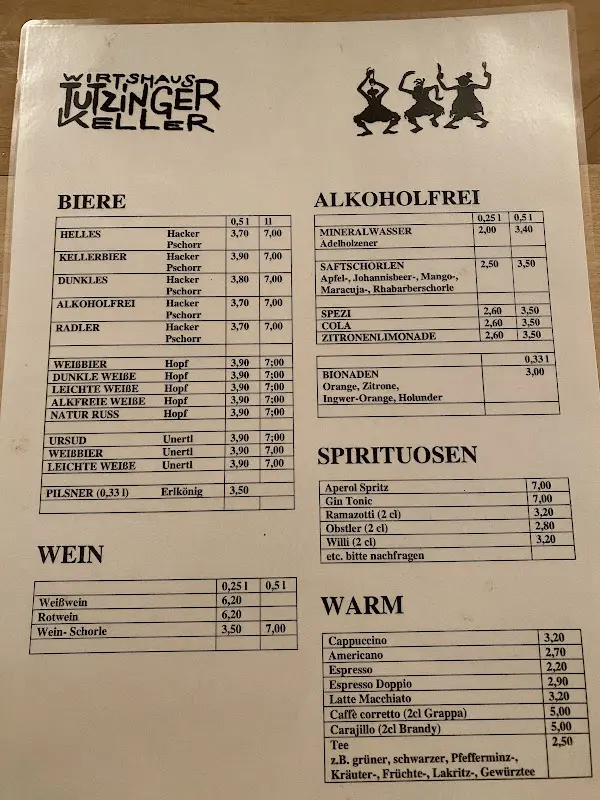 WIRTSHAUS
TUTZINGER
KELLER
BIERE
0,5 l 1l
HELLES Hacker Pschorr 3,70 7,00
KELLERBIER Hacker Pschorr 3,90 7,00
DUNKLES Hacker Pschorr 3,80 7,00
ALKOHOLFREI Hacker Pschorr 3,70 7,00
RADLER Hacker Pschorr 3,70 7,00
WEIßBIER Hopf 3,90 7;00
DUNKLE WEIßE Hopf 3,90 7;00
LEICHTE WEIßE Hopf 3,90 7;00
ALKFREIE WEIßE Hopf 3,90 7;00
NATUR RUSS Hopf 3,90 7;00
URSUD Unertl 3,90 7;00
WEIßBIER Unertl 3,90 7,00
LEICHTE WEIßE Unertl 3,90 7,00
PILSNER (0,33 l) Erlkönig 3,50
WEIN
0,25 l 0,5 l
Weißwein 6,20
Rotwein 6,20
Wein- Schorle 3,50 7,00
ALKOHOLFREI
0,25 l 0,5 l
MINERALWASSER 2,00 3,40
Adelholzener
SAFTSCHORLEN 2,50 3,50
Apfel-, Johannisbeer-, Mango-,
Maracuja-, Rhabarberschorle
SPEZI 2,60 3,50
COLA 2,60 3,50
ZITRONENLIMONADE 2,60 3,50
0,33 l
BIONADEN 3,00
Orange, Zitrone,
Ingwer-Orange, Holunder
SPIRITUOSEN
Aperol Spritz 7,00
Gin Tonic 7,00
Ramazotti (2 cl) 3,20
Obstler (2 cl) 2,80
Willi (2 cl) 3,20
etc. bitte nachfragen
WARM
Cappuccino 3,20
Americano 2,70
Espresso 2,20
Espresso Doppio 2,90
Latte Macchiato 3,20
Caffè corretto (2cl Grappa) 5,00
Carajillo (2cl Brandy) 5,00
Tee 2,50
z.B. grüner, schwarzer, Pfefferminz-,
Kräuter-, Früchte-, Lakritz-, Gewürztee